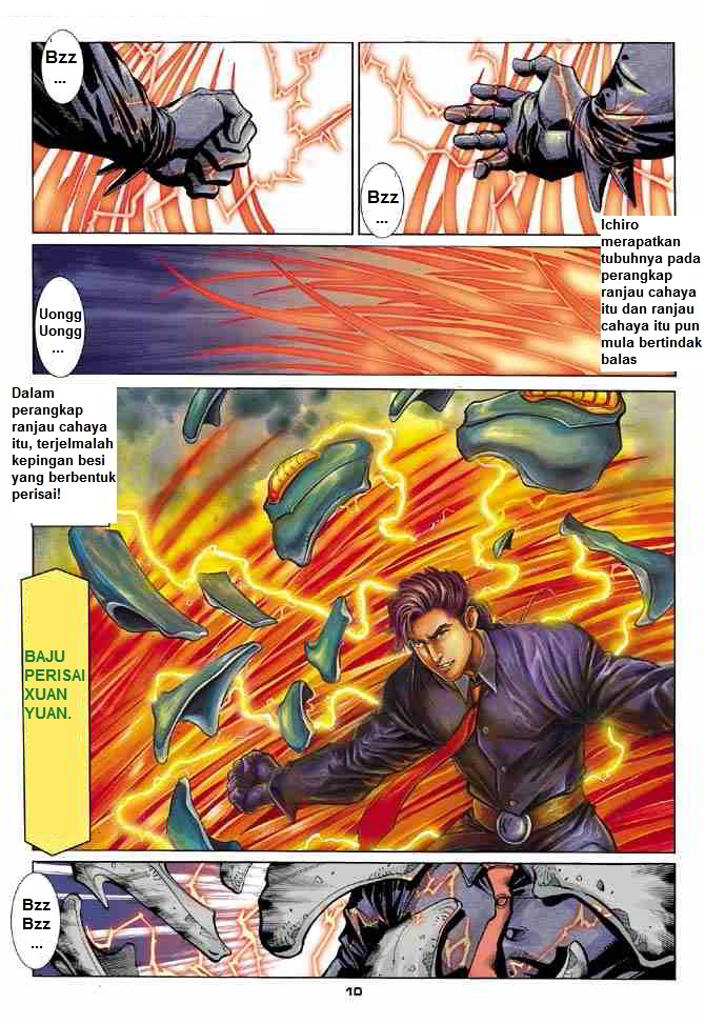 Bzz
...
Bzz
...
Ichiro
merapatkan
tubuhnya pada
perangkap
ranjau cahaya
itu dan ranjau
cahaya itu pun
mula bertindak
balas
Uongg
Uongg
...
Dalam
perangkap
ranjau cahaya
itu, terjelmalah
kepingan besi
yang berbentuk
perisai!
BAJU
PERISAI
XUAN
YUAN.
Bzz
Bzz
...
10